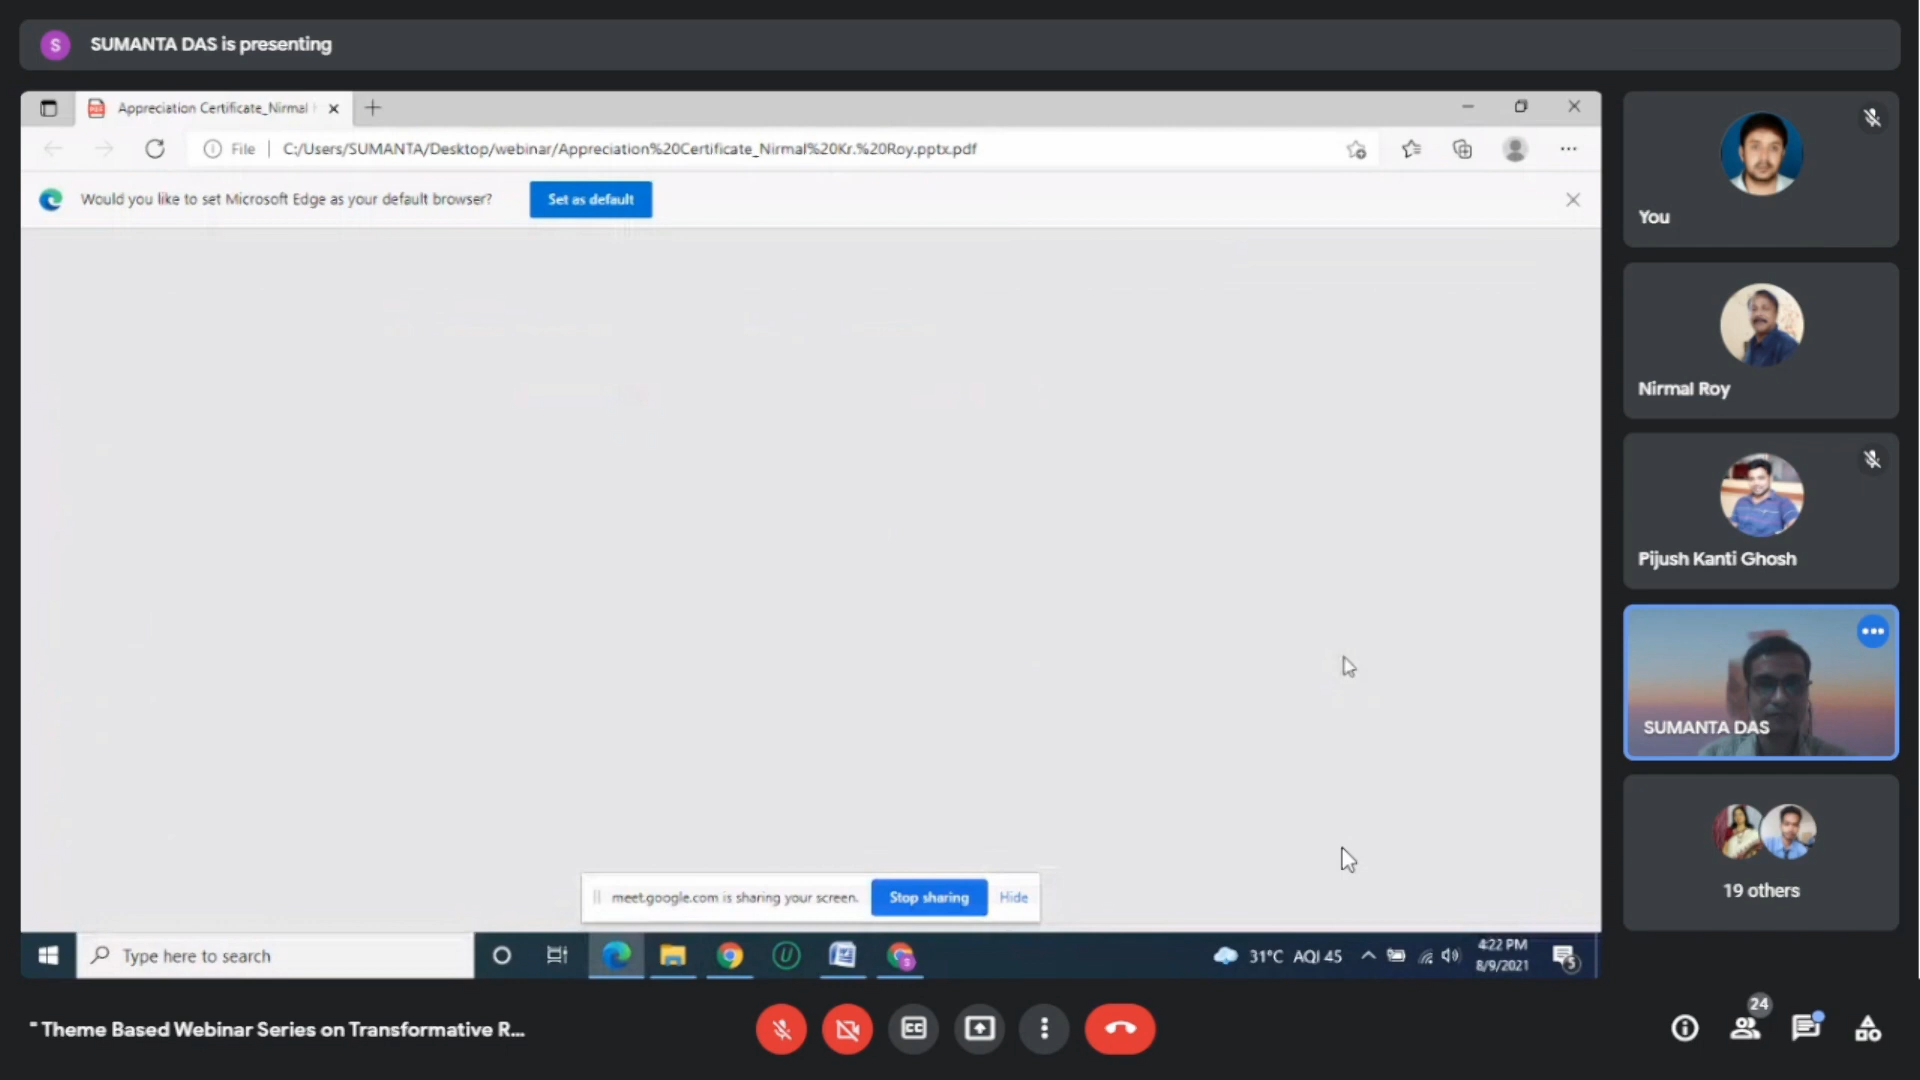 S SUMANTA DAS is presenting
Appreciation Certificate_Nirmal
File C:/Users/SUMANTA/Desktop/webinar/Appreciation%20Certificate_Nirmal%20Kr.%20Roy.pptx.pdf
Would you like to set Microsoft Edge as your default browser? Set as default
You
Nirmal Roy
Pijush Kanti Ghosh
SUMANTA DAS
19 others
meet.google.com is sharing your screen. Stop sharing Hide
Type here to search
31°C AQI 45
4:22 PM
8/9/2021
5
" Theme Based Webinar Series on Transformative R...
CC
24